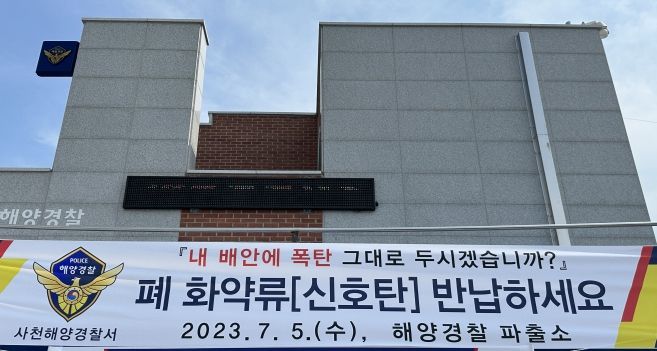 해양경찰
『내 배안에 폭탄 그대로 두시겠습니까?』
POLICE
해양경찰
폐 화약류[신호탄] 반납하세요
사천해양경찰서
2023. 7. 5.(수), 해양경찰 파출소